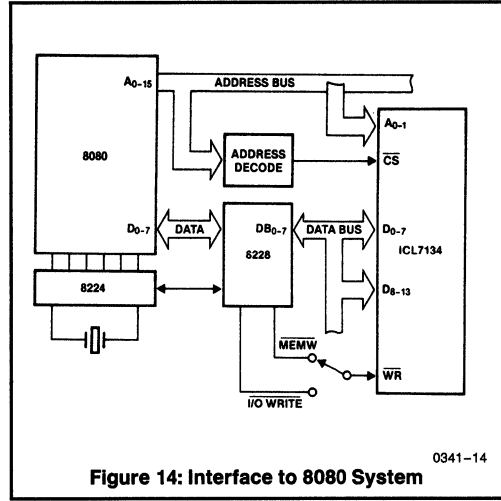 A0-15
ADDRESS BUS
A0-1
8080
ADDRESS
DECODE
CS
D0-7
DATA
DB0-7
DATA BUS
D0-7
8228
ICL7134
8224
D8-13
MEMW
WR
I/O WRITE
0341-14
Figure 14: Interface to 8080 System